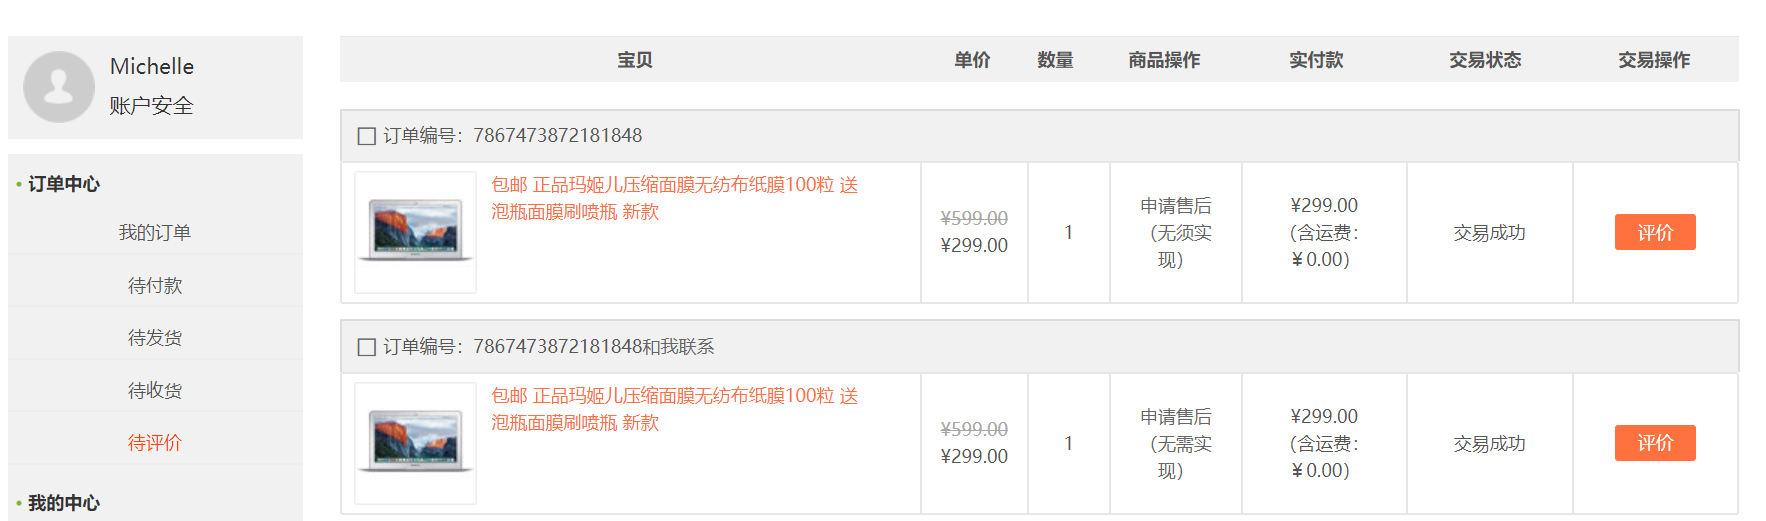 Michelle
账户安全
订单中心
我的订单
待付款
待发货
待收货
待评价
我的中心
宝贝 单价 数量 商品操作 实付款 交易状态 交易操作
订单编号：7867473872181848
包邮 正品玛姬儿压缩面膜无纺布纸膜100粒 送
泡瓶面膜刷喷瓶 新款
¥599.00
¥299.00
1
申请售后
（无须实
现）
¥299.00
(含运费：
￥0.00）
交易成功
评价
订单编号：7867473872181848和我联系
包邮 正品玛姬儿压缩面膜无纺布纸膜100粒 送
泡瓶面膜刷喷瓶 新款
¥599.00
¥299.00
1
申请售后
（无需实
现）
¥299.00
(含运费：
￥0.00）
交易成功
评价